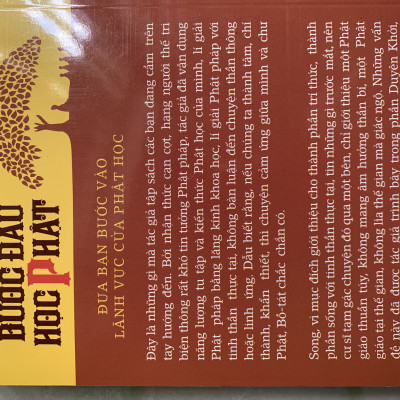 BƯỚC ĐẦU
HỌC PHẬT
ĐƯA BẠN BƯỚC VÀO
LÃNH VỰC CỦA PHẬT HỌC
Đây là những gì mà tác giả tập sách các bạn đang cầm trên
tay hướng đến. Bởi nhận thức cạn cợt, hạng người thế trí
biện thông rất khó tin tưởng Phật pháp, tác giả đã vận dụng
năng lượng tu tập và kiến thức Phật học của mình, lí giải
Phật pháp bằng lăng kính khoa học, lí giải Phật pháp với
tinh thần thực tai, không bàn luận đến chuyện thần thông
hoặc linh ứng. Dẫu biết rằng, nếu chúng ta thành tâm, chí
thành, khẩn thiết, thì chuyện cảm ứng giữa mình và chư
Phật, Bồ-tát chắc chắn có.
Song, vì mục đích giới thiệu cho thành phần trí thức, thành
phần sống với tinh thần thực tai, tin những gì trước mắt, nên
cư sĩ tam gác chuyện đó qua một bên, chỉ giới thiệu một Phật
giáo thuần tuý, không mang âm hưởng thần bí, một Phật
giáo tại thế gian, không lìa thế gian mà giác ngộ. Những vấn
đề này đã được tác giả trình bày trong phần Duyên Khởi,